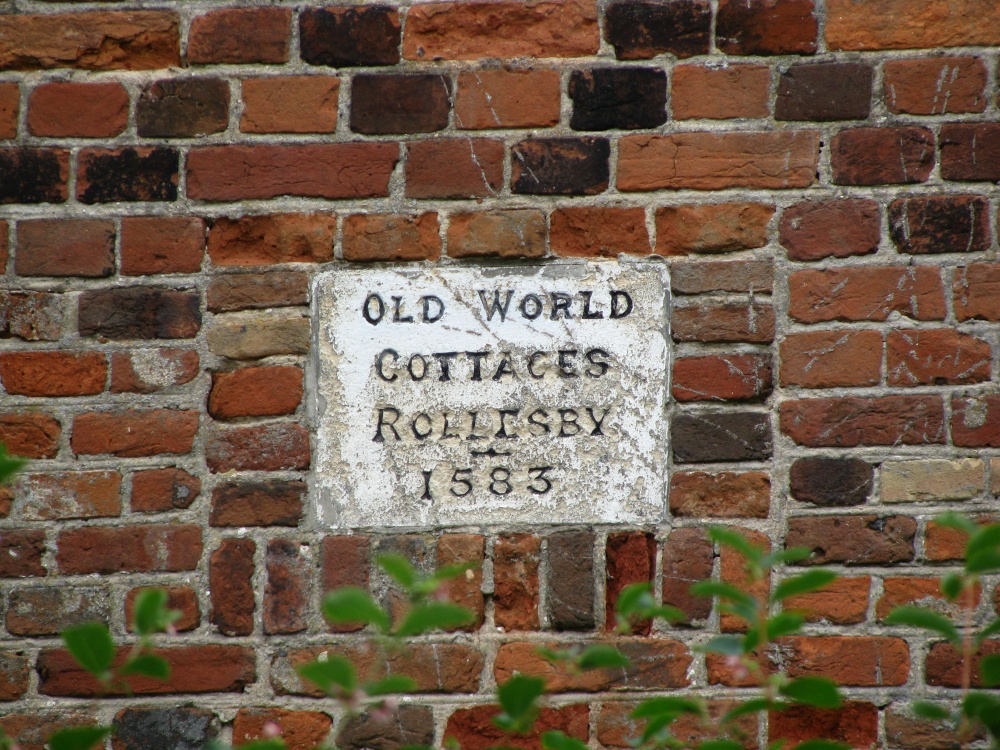 OLD WORLD
COTTAGES
ROLLESBY
1583